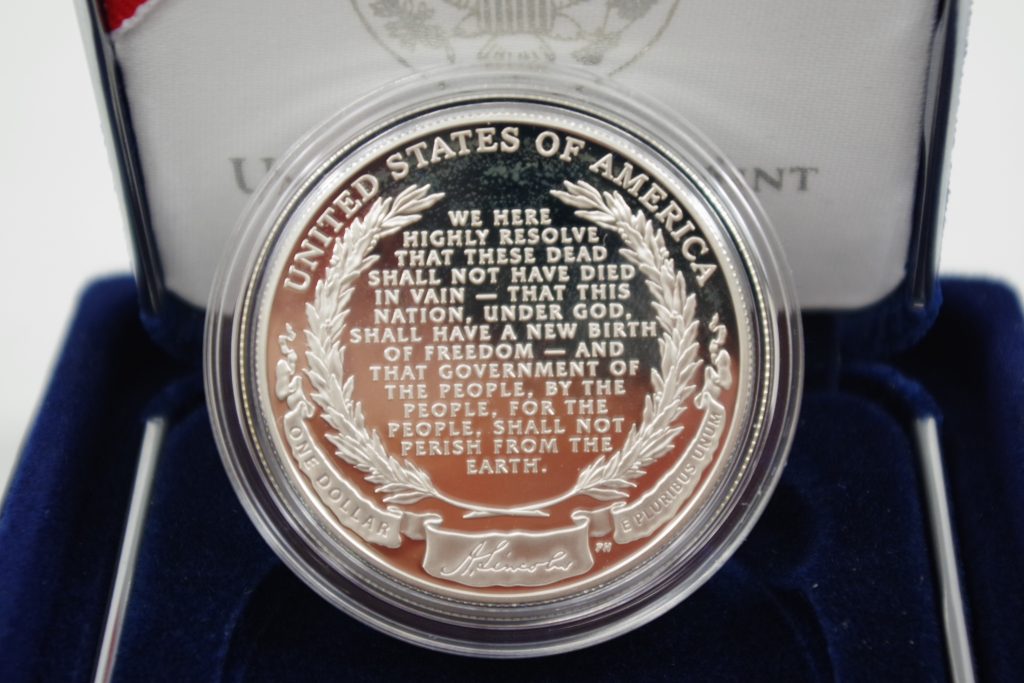 UNITED STATES OF AMERICA
WE HERE
HIGHLY RESOLVE
THAT THESE DEAD
SHALL NOT HAVE DIED
IN VAIN — THAT THIS
NATION, UNDER GOD,
SHALL HAVE A NEW BIRTH
OF FREEDOM — AND
THAT GOVERNMENT OF
THE PEOPLE, BY THE
PEOPLE, FOR THE
PEOPLE, SHALL NOT
PERISH FROM THE
EARTH.
ONE DOLLAR
E PLURIBUS UNUM
A. Lincoln
PH